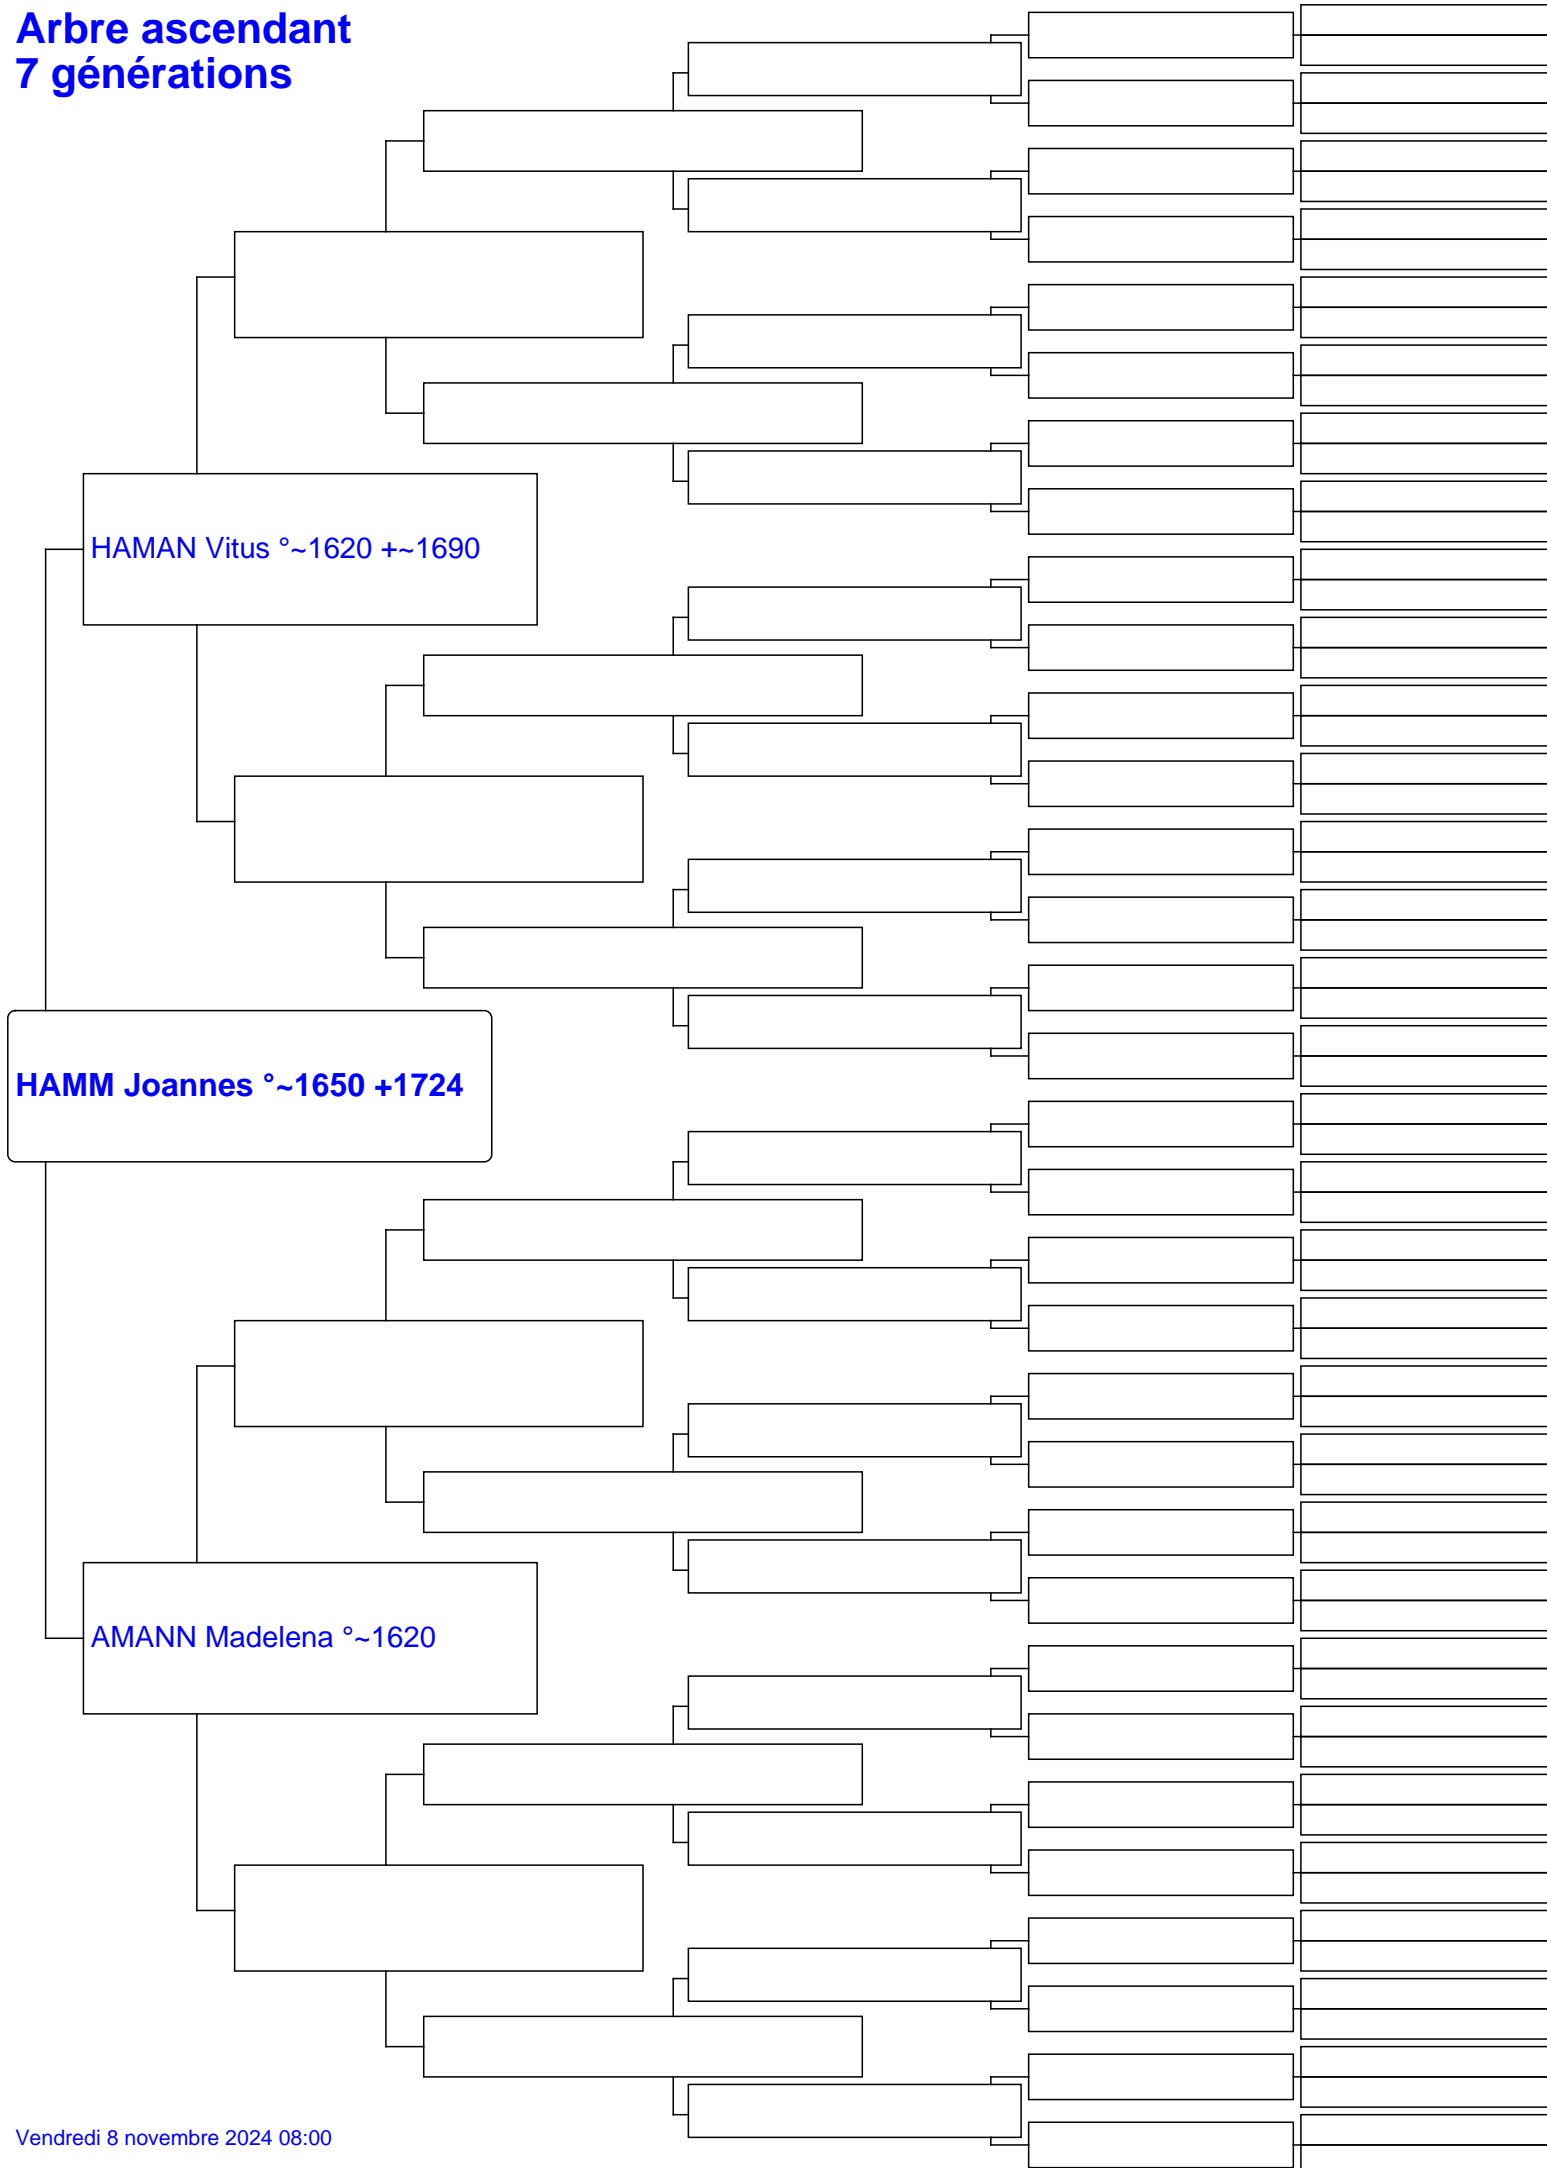 Arbre ascendant
7 générations
HAMAN Vitus °~1620 +~1690
HAMM Joannes °~1650 +1724
AMANN Madelena °~1620
Vendredi 8 novembre 2024 08:00